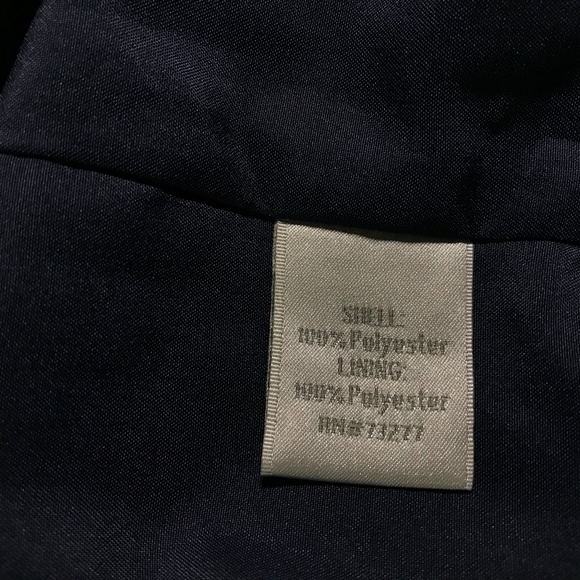 SHELL:
100% Polyester
LINING:
100% Polyester
RN#73277